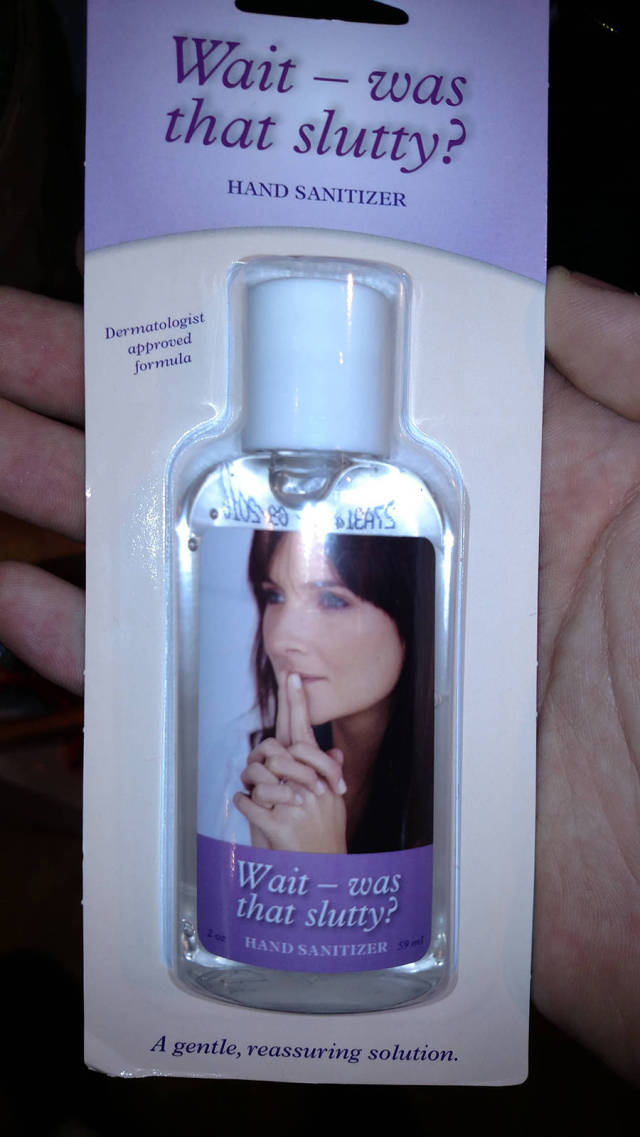 Wait – was
that slutty?
HAND SANITIZER
Dermatologist
approved
formula
Wait – was
that slutty?
2 oz HAND SANITIZER 59 ml
A gentle, reassuring solution.